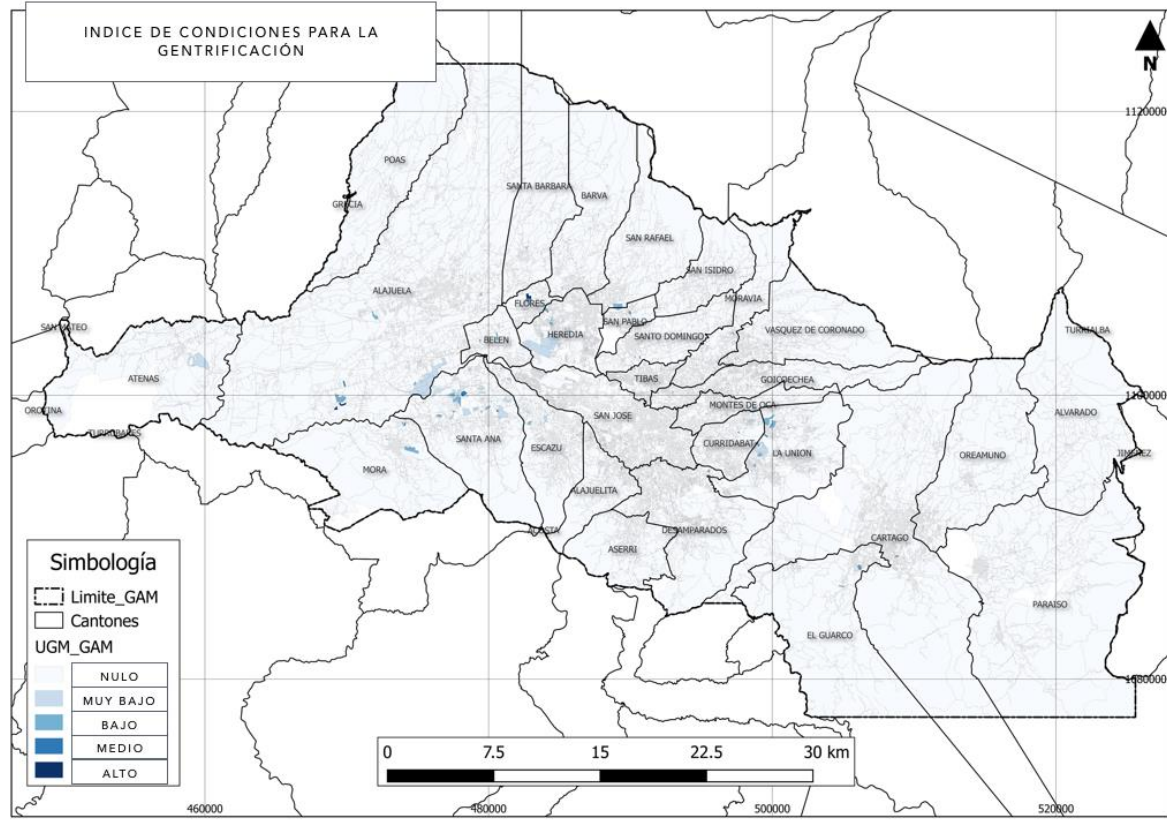 INDICE DE CONDICIONES PARA LA
GENTRIFICACIÓN
N
1120000
POAS
SANTA BARBARA
BARVA
GRECIA
SAN RAFAEL
SAN ISIDRO
ALAJUELA
FLORES
MORAVIA
SAN PABLO
SAN MATEO
HEREDIA
SANTO DOMINGO
VASQUEZ DE CORONADO
TURRIALBA
BELEN
ATENAS
TIBAS
GOICOECHEA
OROTINA
MONTES DE OCA
SAN JOSE
ALVARADO
TURRUBARES
SANTA ANA
ESCAZU
CURRIDABAT
LA UNION
OREAMUNO
JIMENEZ
MORA
ALAJUELITA
ACOSTA
DESAMPARADOS
CARTAGO
ASERRI
PARAISO
EL GUARCO
Simbología
Limite_GAM
Cantones
UGM_GAM
NULO
MUY BAJO
BAJO
MEDIO
ALTO
0 7.5 15 22.5 30 km
460000 480000 500000 520000